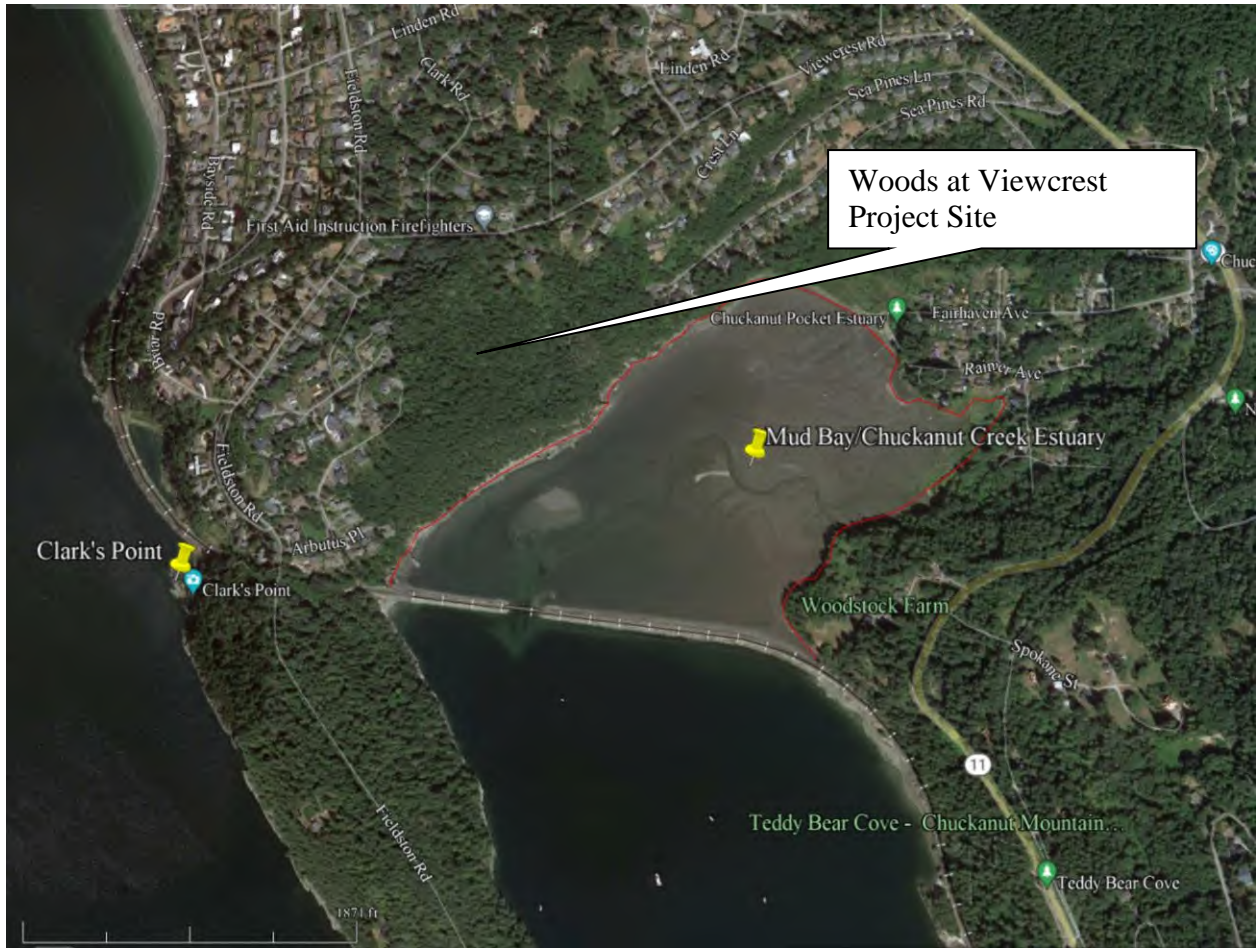 Linden Rd
Fieldston Rd
Clark Rd
Linden Rd
Viewcrest Rd
Sea Pines Ln
Sea Pines Rd
Crest Ln
Bayside Rd
Woods at Viewcrest
Project Site
First Aid Instruction Firefighters
Chuc
Chuckanut Pocket Estuary
Fairhaven Ave
Briar Rd
Rainier Ave
Mud Bay/Chuckanut Creek Estuary
Fieldston Rd
Arbutus Pl
Clark's Point
Clark's Point
Woodstock Farm
Spokane St
11
Teddy Bear Cove - Chuckanut Mountain...
Fieldston Rd
Teddy Bear Cove
1871 ft